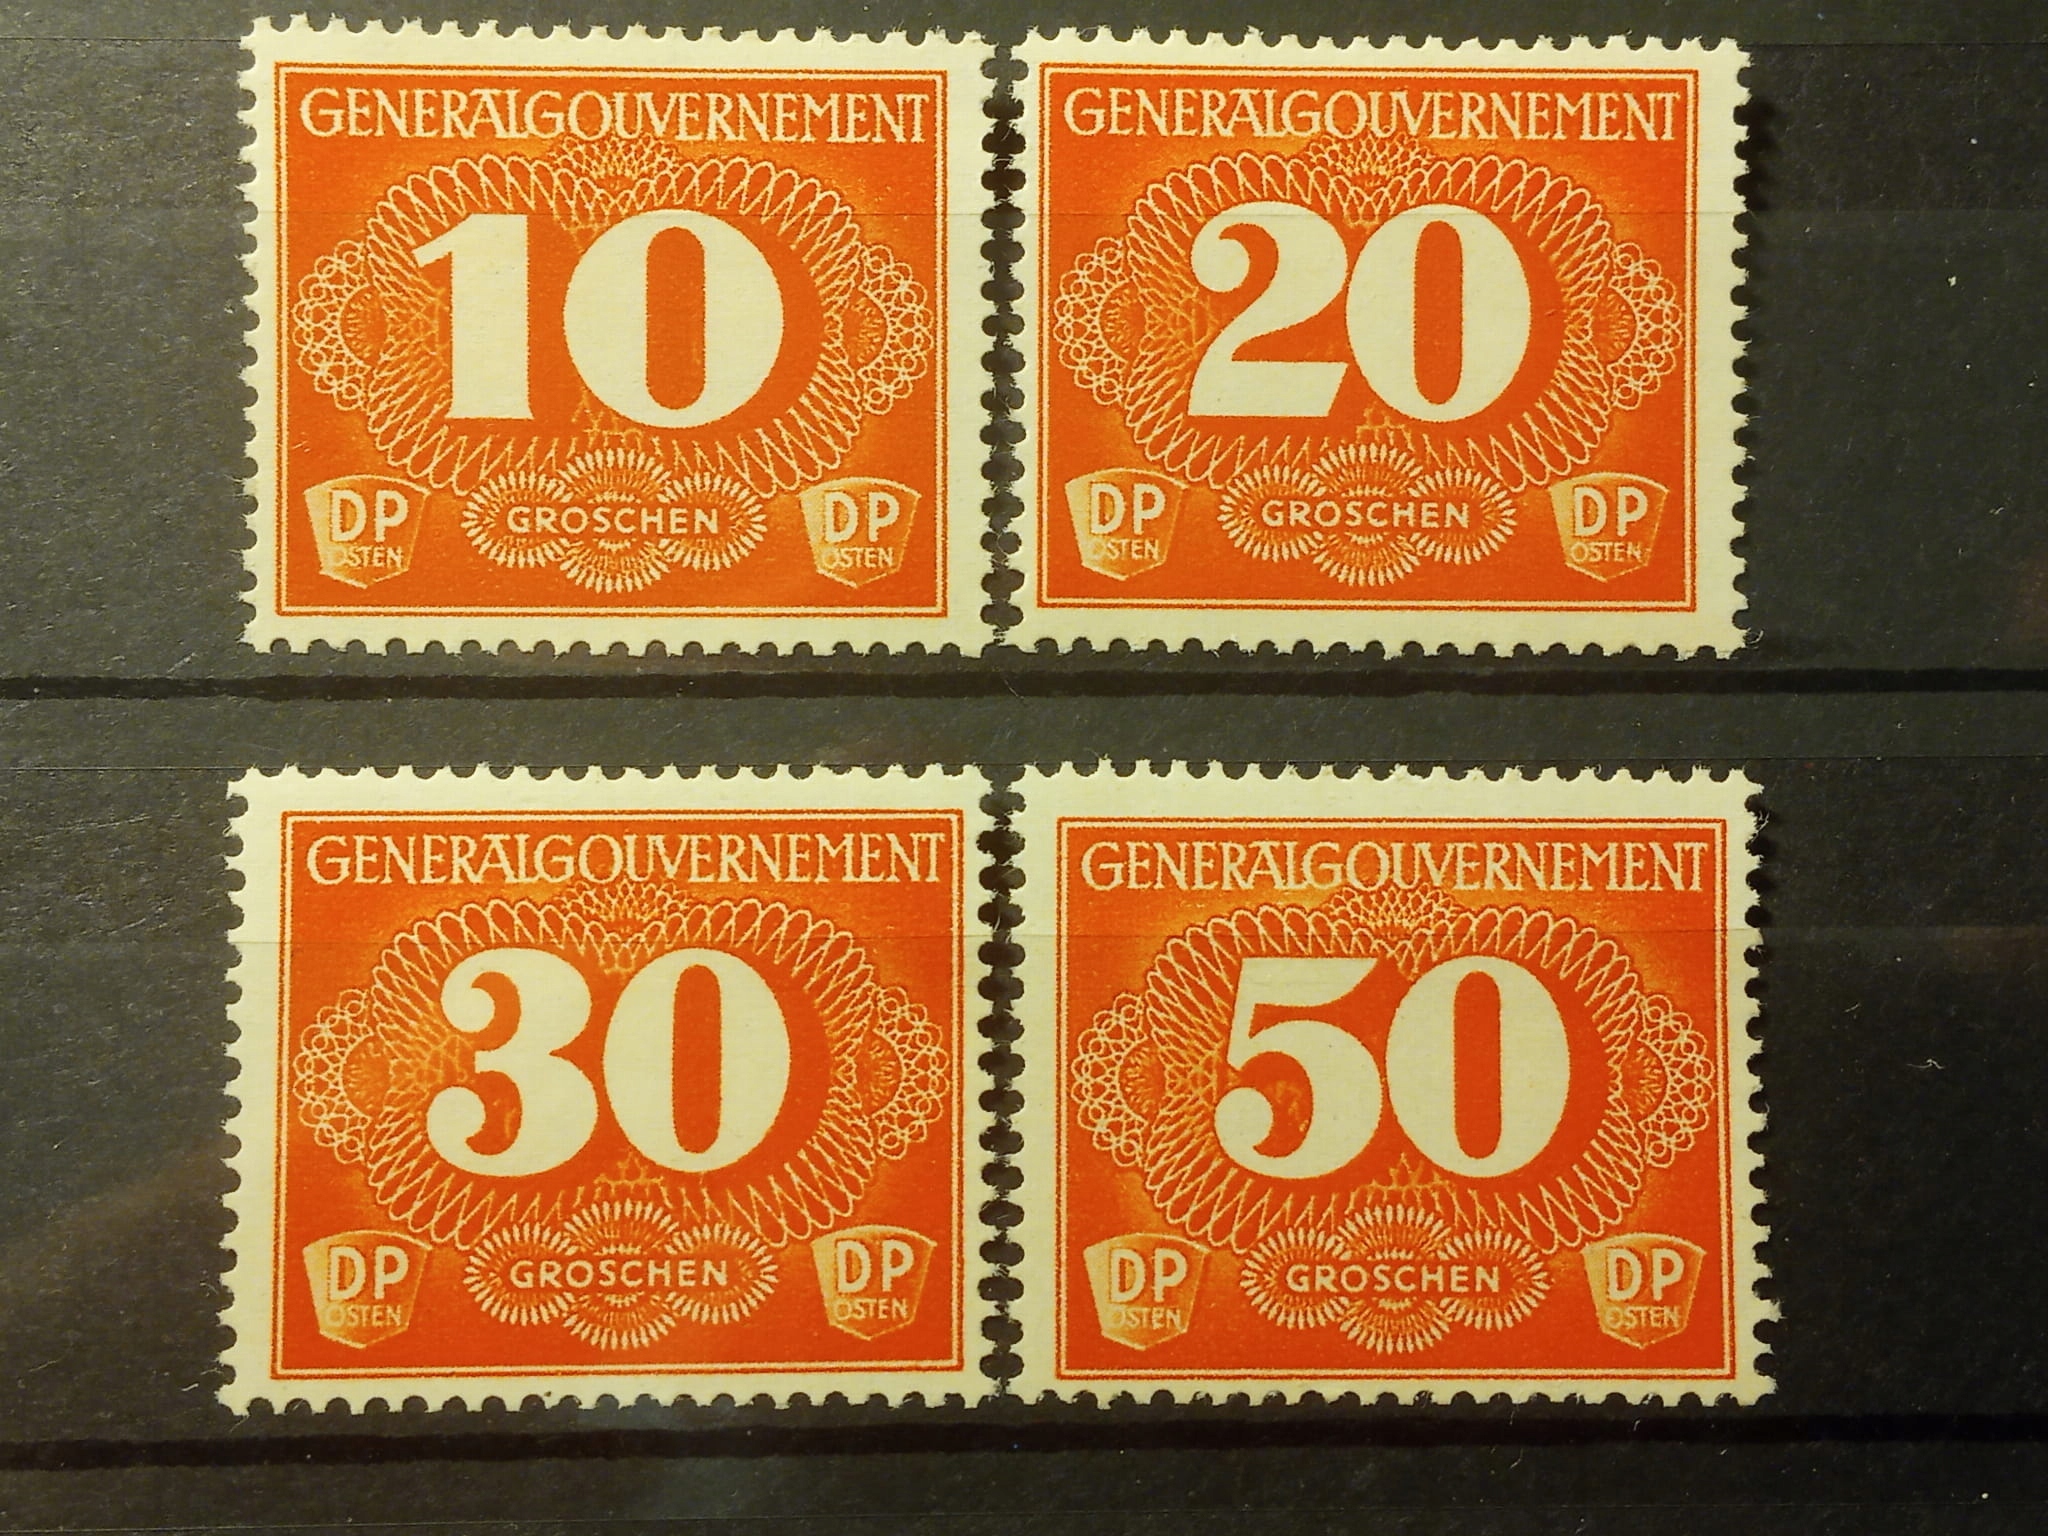 GENERALGOUVERNEMENT
10
DP
OSTEN
GROSCHEN
DP
OSTEN
GENERALGOUVERNEMENT
20
DP
OSTEN
GROSCHEN
DP
OSTEN
GENERALGOUVERNEMENT
30
DP
OSTEN
GROSCHEN
DP
OSTEN
GENERALGOUVERNEMENT
50
DP
OSTEN
GROSCHEN
DP
OSTEN